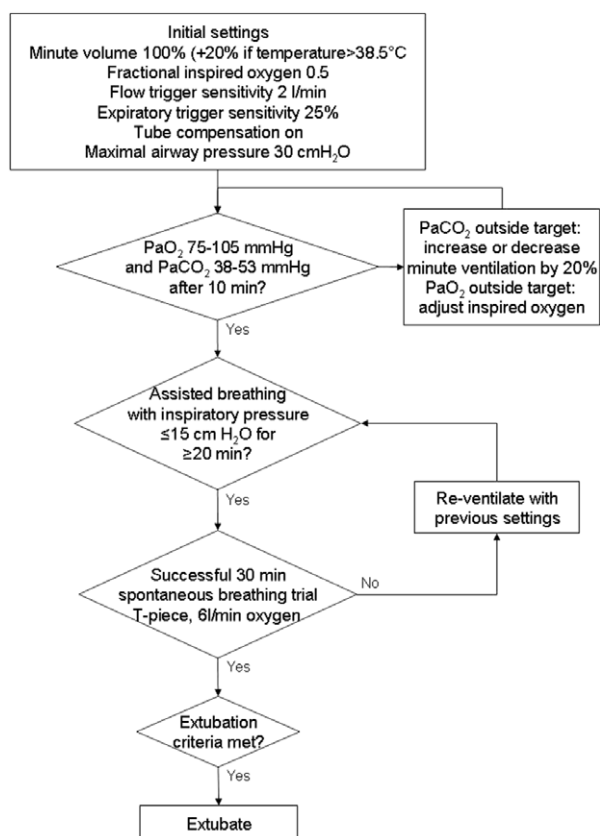 Initial settings
Minute volume 100% (+20% if temperature>38.5°C
Fractional inspired oxygen 0.5
Flow trigger sensitivity 2 l/min
Expiratory trigger sensitivity 25%
Tube compensation on
Maximal airway pressure 30 cmH₂O
PaO₂ 75-105 mmHg
and PaCO₂ 38-53 mmHg
after 10 min?
PaCO₂ outside target:
increase or decrease
minute ventilation by 20%
PaO₂ outside target:
adjust inspired oxygen
Yes
Assisted breathing
with inspiratory pressure
≤15 cm H₂O for
≥20 min?
Yes
Re-ventilate with
previous settings
Successful 30 min
spontaneous breathing trial
T-piece, 6l/min oxygen
No
Yes
Extubation
criteria met?
Yes
Extubate